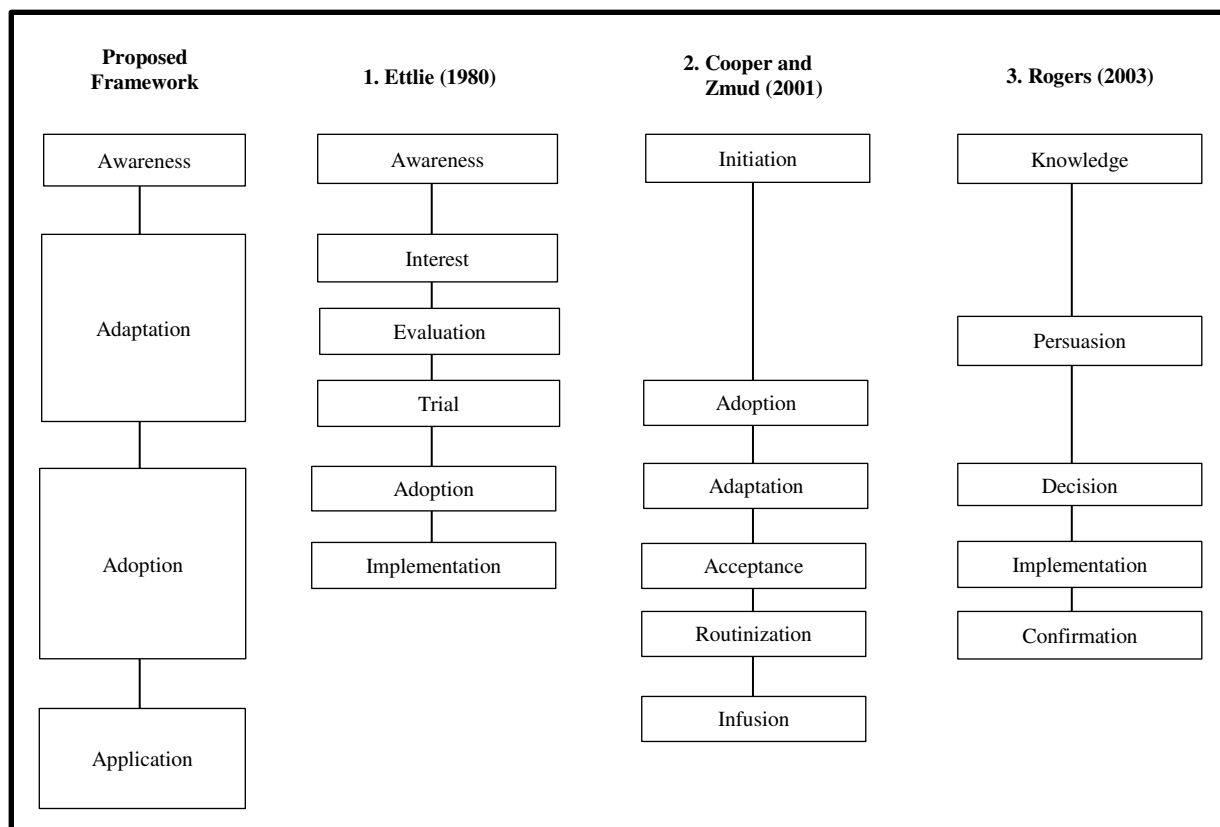 Proposed
Framework
Awareness
Adaptation
Adoption
Application
1. Ettlie (1980)
Awareness
Interest
Evaluation
Trial
Adoption
Implementation
2. Cooper and
Zmud (2001)
Initiation
Adoption
Adaptation
Acceptance
Routinization
Infusion
3. Rogers (2003)
Knowledge
Persuasion
Decision
Implementation
Confirmation